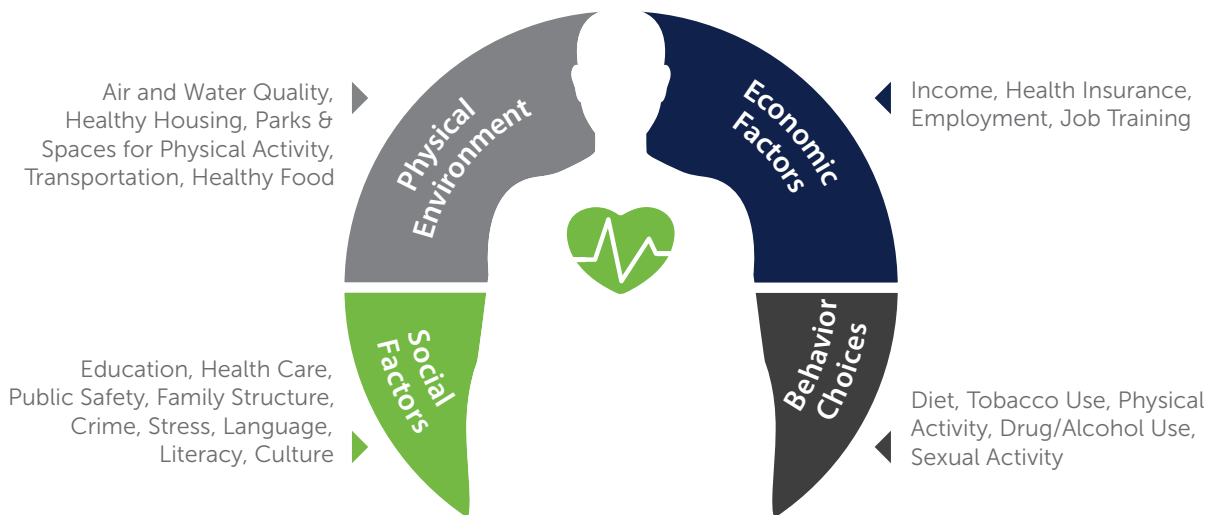 Air and Water Quality,
Healthy Housing, Parks &
Spaces for Physical Activity,
Transportation, Healthy Food
Physical
Environment
Economic
Factors
Income, Health Insurance,
Employment, Job Training
Education, Health Care,
Public Safety, Family Structure,
Crime, Stress, Language,
Literacy, Culture
Social
Factors
Behavior
Choices
Diet, Tobacco Use, Physical
Activity, Drug/Alcohol Use,
Sexual Activity